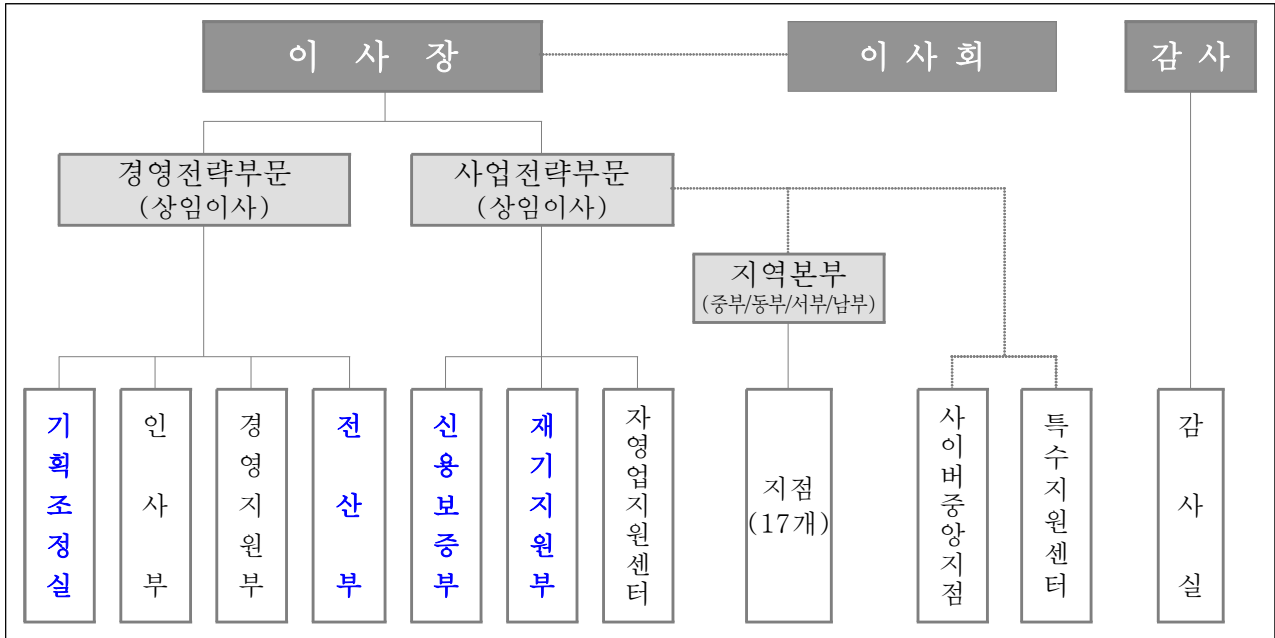 이 사 장
이 사 회
감 사
경영전략부문
(상임이사)
사업전략부문
(상임이사)
지역본부
(중부/동부/서부/남부)
기획조정실
인사부
경영지원부
전산부
신용보증부
재기지원부
자영업지원센터
지점
(17개)
사이버중앙지점
특수지원센터
감사실